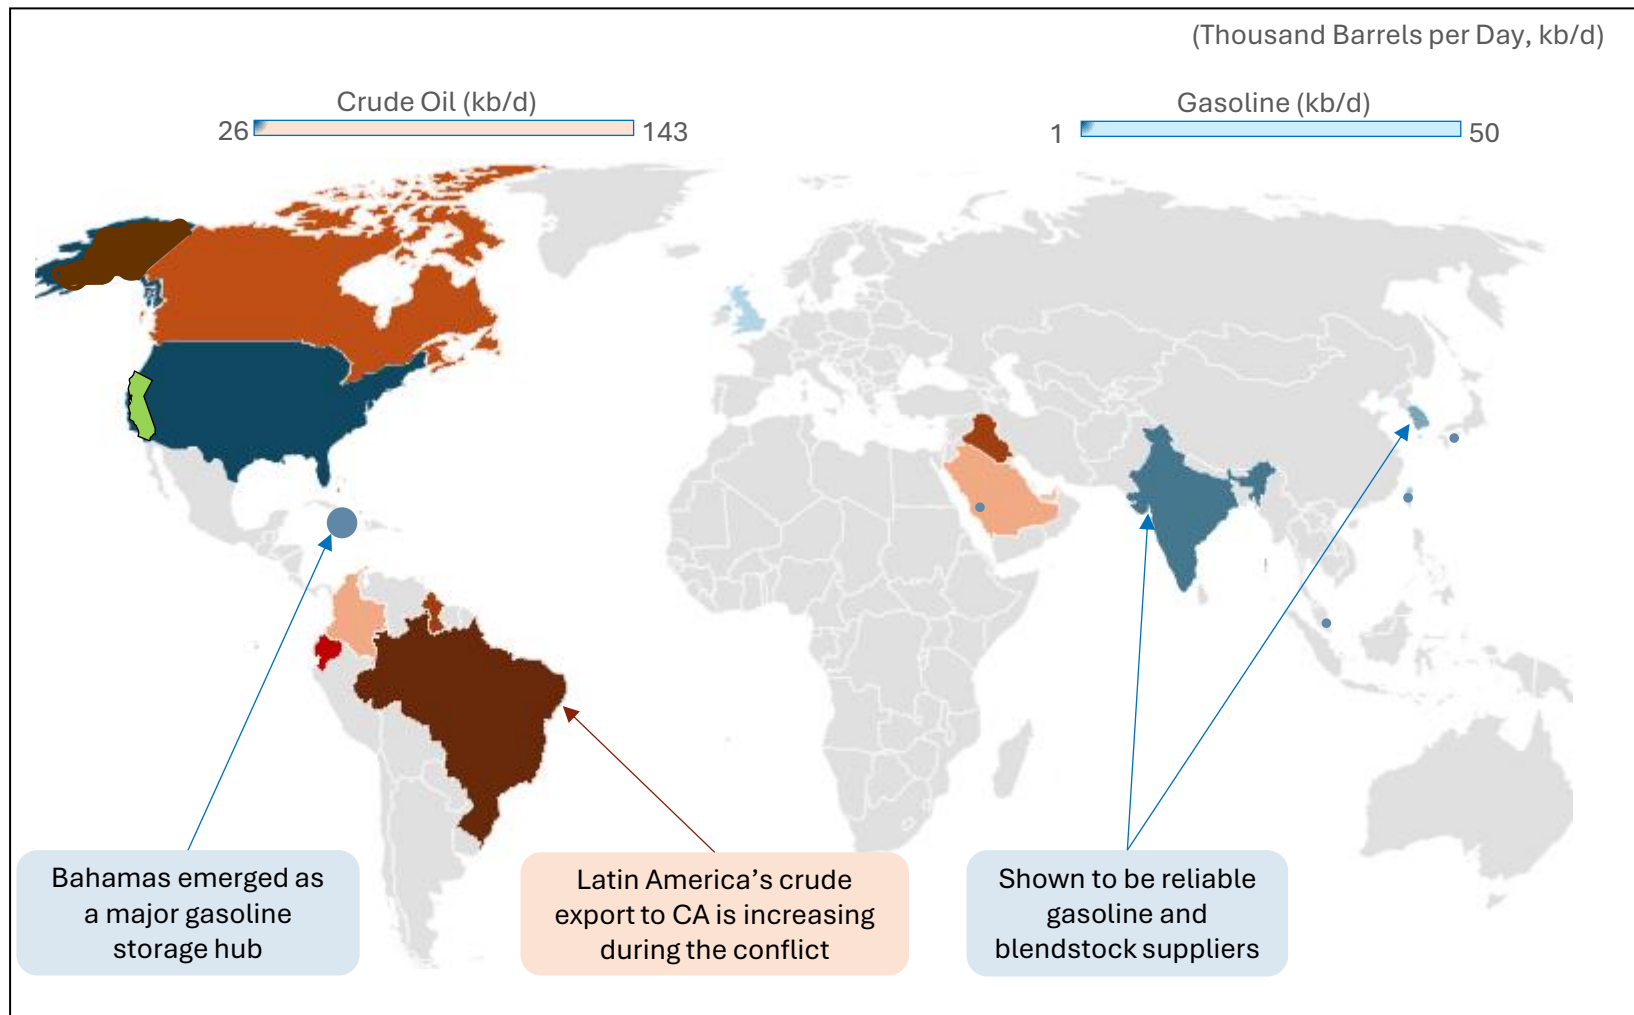 (Thousand Barrels per Day, kb/d)
Crude Oil (kb/d)
26
143
Gasoline (kb/d)
1
50
Bahamas emerged as
a major gasoline
storage hub
Latin America’s crude
export to CA is increasing
during the conflict
Shown to be reliable
gasoline and
blendstock suppliers